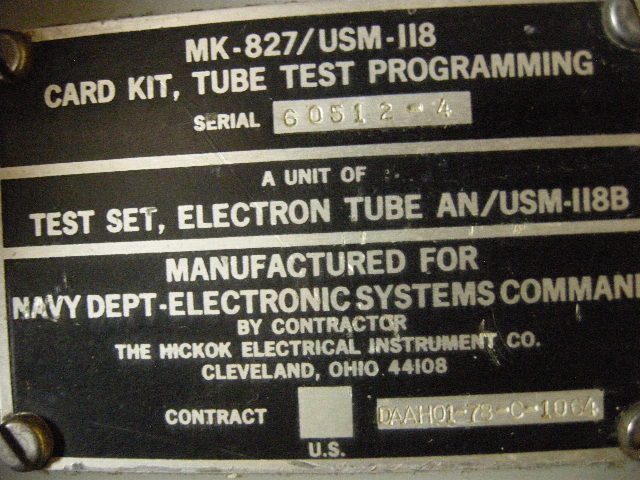 MK-827/USM-118
CARD KIT, TUBE TEST PROGRAMMING
SERIAL 60512-4
A UNIT OF
TEST SET, ELECTRON TUBE AN/USM-118B
MANUFACTURED FOR
NAVY DEPT-ELECTRONIC SYSTEMS COMMAND
BY CONTRACTOR
THE HICKOK ELECTRICAL INSTRUMENT CO.
CLEVELAND, OHIO 44108
CONTRACT DAAH01-73-C-1064
U.S.